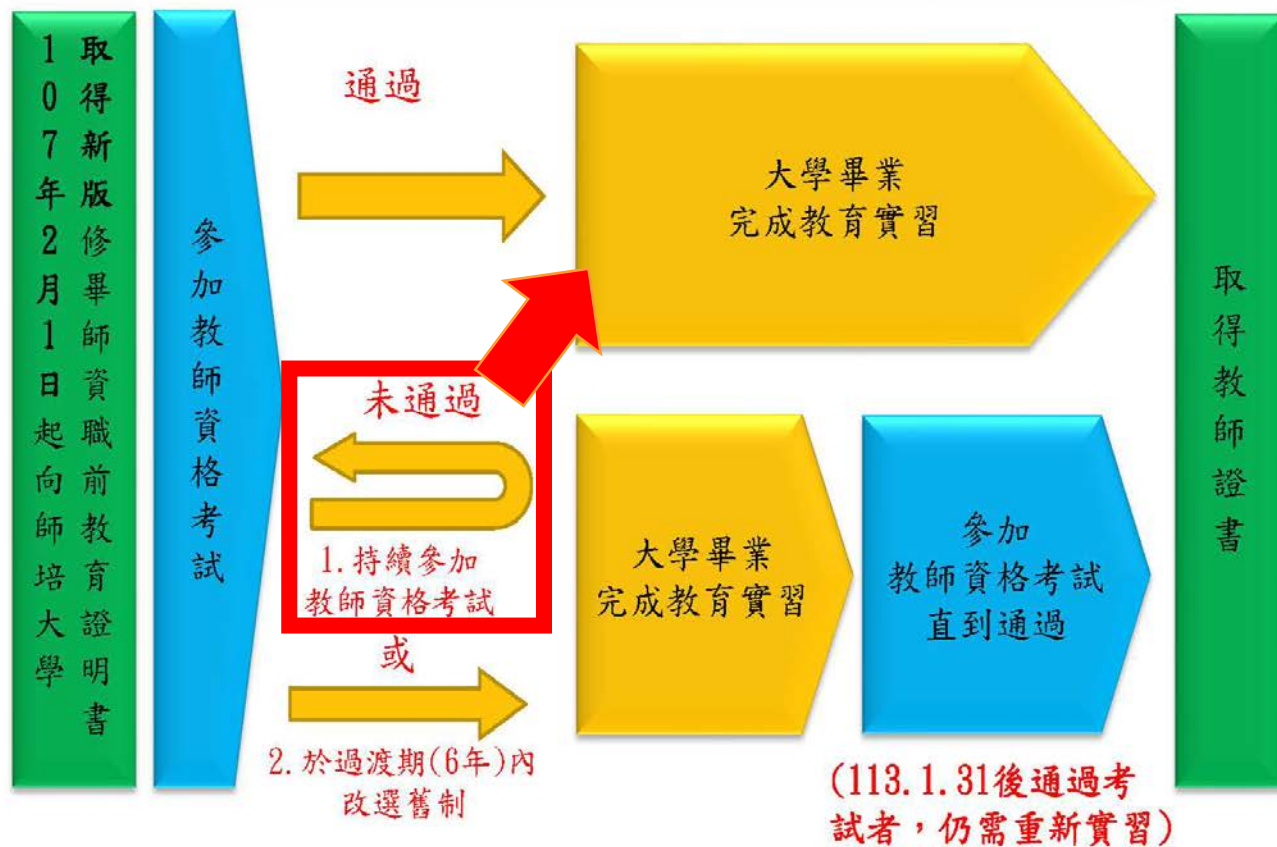 107年2月1日起向師培大學
取得新版修畢師資職前教育證明書
參加教師資格考試
通過
大學畢業
完成教育實習
未通過
1.持續參加
教師資格考試
或
2.於過渡期(6年)內
改選舊制
大學畢業
完成教育實習
參加
教師資格考試
直到通過
(113.1.31後通過考
試者，仍需重新實習)
取得教師證書